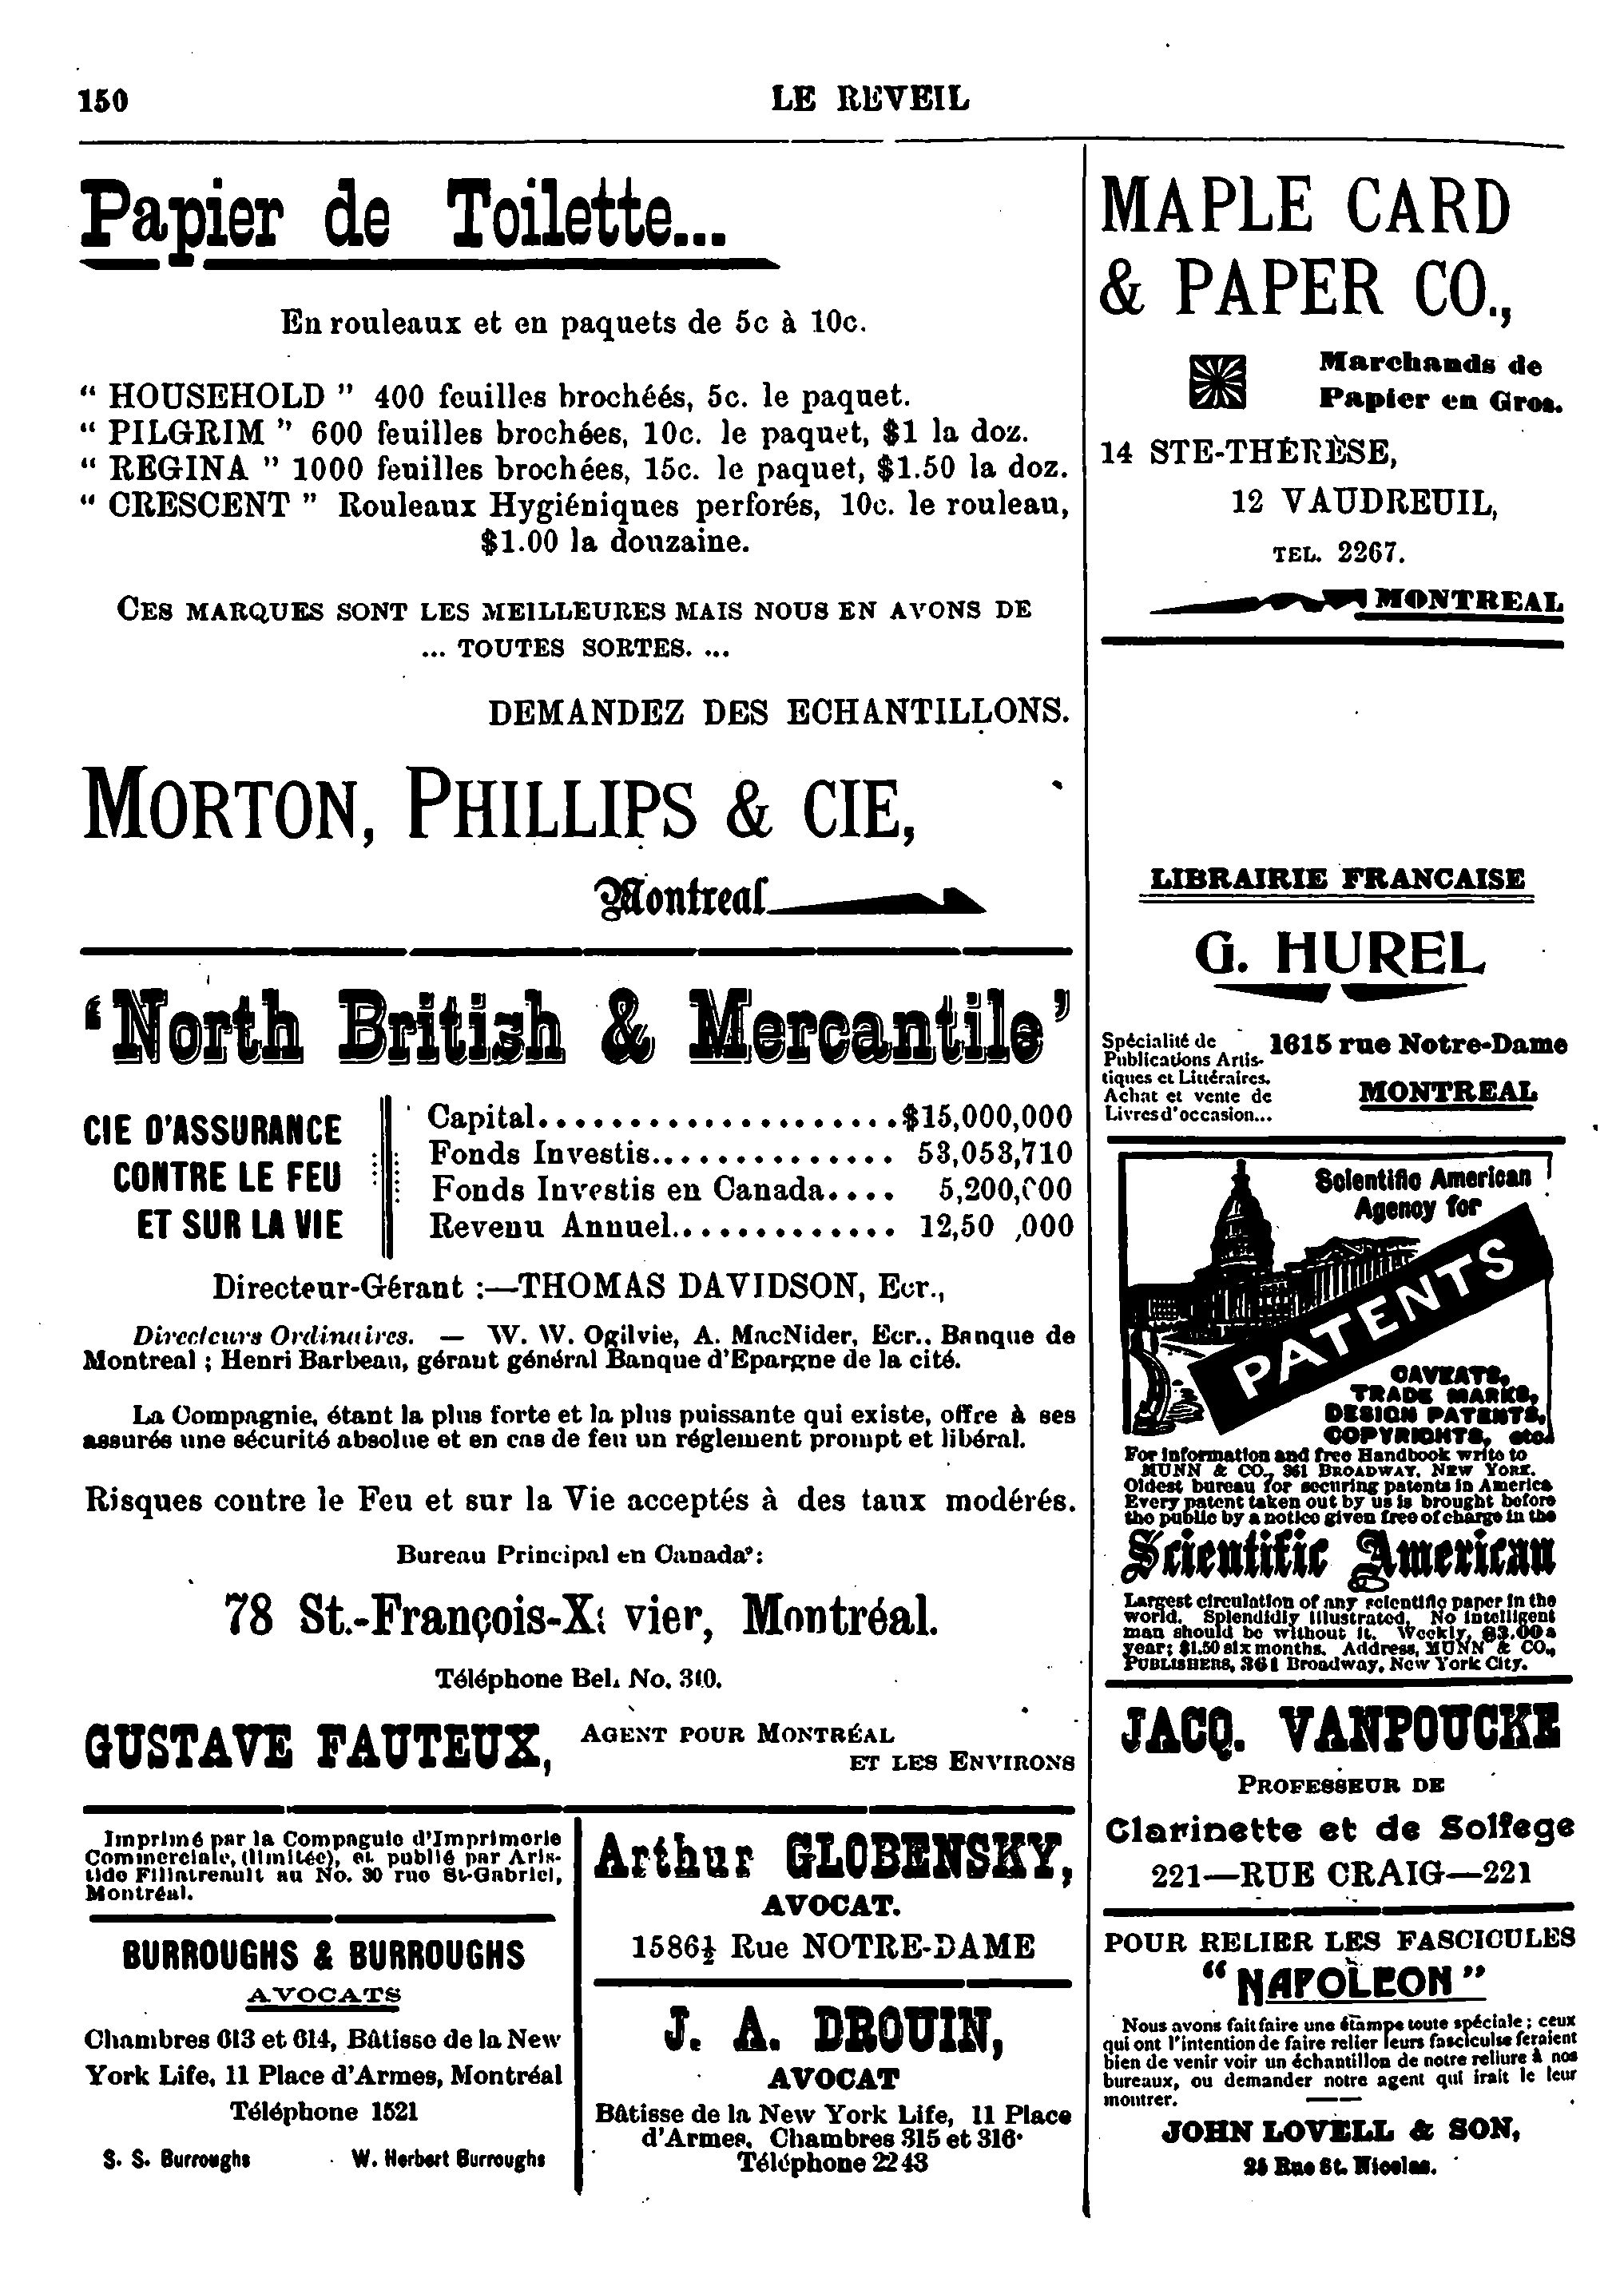 150
LE REVEIL
Papier de Toilette...
En rouleaux et en paquets de 5c à 10c.
“ HOUSEHOLD ” 400 feuilles brochéés, 5c. le paquet.
“ PILGRIM ” 600 feuilles brochées, 10c. le paquet, $1 la doz.
“ REGINA ” 1000 feuilles brochées, 15c. le paquet, $1.50 la doz.
“ CRESCENT ” Rouleaux Hygiéniques perforés, 10c. le rouleau,
$1.00 la douzaine.
CES MARQUES SONT LES MEILLEURES MAIS NOUS EN AVONS DE
... TOUTES SORTES. ...
DEMANDEZ DES ECHANTILLONS.
MORTON, PHILLIPS & CIE,
Montreal
‘North British & Mercantile’
CIE D'ASSURANCE
CONTRE LE FEU
ET SUR LA VIE
Capital....................$15,000,000
Fonds Investis.............. 53,053,710
Fonds Investis en Canada.... 5,200,000
Revenu Annuel............. 12,50 ,000
Directeur-Gérant :—THOMAS DAVIDSON, Ecr.,
Directeurs Ordinaires. — W. W. Ogilvie, A. MacNider, Ecr., Banque de
Montreal ; Henri Barbeau, gérant général Banque d'Epargne de la cité.
La Compagnie, étant la plus forte et la plus puissante qui existe, offre à ses
assurés une sécurité absolue et en cas de feu un réglement prompt et libéral.
Risques contre le Feu et sur la Vie acceptés à des taux modérés.
Bureau Principal en Canada:
78 St.-François-Xavier, Montréal.
Téléphone Bell No. 310.
GUSTAVE FAUTEUX,
AGENT POUR MONTRÉAL
ET LES ENVIRONS
Imprimé par la Compagnie d'Imprimerie
Commerciale, (limitée), et publié par Aris-
tide Filiatreault au No. 30 rue St-Gabriel,
Montréal.
BURROUGHS & BURROUGHS
AVOCATS
Chambres 613 et 614, Bâtisse de la New
York Life, 11 Place d'Armes, Montréal
Téléphone 1521
S. S. Burroughs W. Herbert Burroughs
Arthur GLOBENSKY,
AVOCAT.
1586½ Rue NOTRE-DAME
J. A. DROUIN,
AVOCAT
Bâtisse de la New York Life, 11 Place
d'Armes, Chambres 315 et 316·
Téléphone 2243
MAPLE CARD
& PAPER CO.,
Marchands de
Papier en Gros.
14 STE-THÉRÈSE,
12 VAUDREUIL,
TEL. 2267.
MONTREAL
LIBRAIRIE FRANCAISE
G. HUREL
Spécialité de
Publications Artis-
tiques et Littéraires.
Achat et vente de
Livres d'occasion...
1615 rue Notre-Dame
MONTREAL
Scientific American
Agency for
PATENTS
CAVEATS,
TRADE MARKS,
DESIGN PATENTS,
COPYRIGHTS, etc.
For information and free Handbook write to
MUNN & CO., 361 BROADWAY, NEW YORK.
Oldest bureau for securing patents in America
Every patent taken out by us is brought before
the public by a notice given free of charge in the
Scientific American
Largest circulation of any scientific paper in the
world. Splendidly illustrated. No intelligent
man should be without it. Weekly, $3.00 a
year; $1.50 six months. Address, MUNN & CO.,
PUBLISHERS, 361 Broadway, New York City.
JACQ. VANPOUCKE
PROFESSEUR DE
Clarinette et de Solfege
221—RUE CRAIG—221
POUR RELIER LES FASCICULES
“ NAPOLEON ”
Nous avons fait faire une étampe toute spéciale ; ceux
qui ont l'intention de faire relier leurs fasciculse feraient
bien de venir voir un échantillon de notre reliure à nos
bureaux, ou demander notre agent qui irait le leur
montrer.
JOHN LOVELL & SON,
25 Rue St. Nicolas.